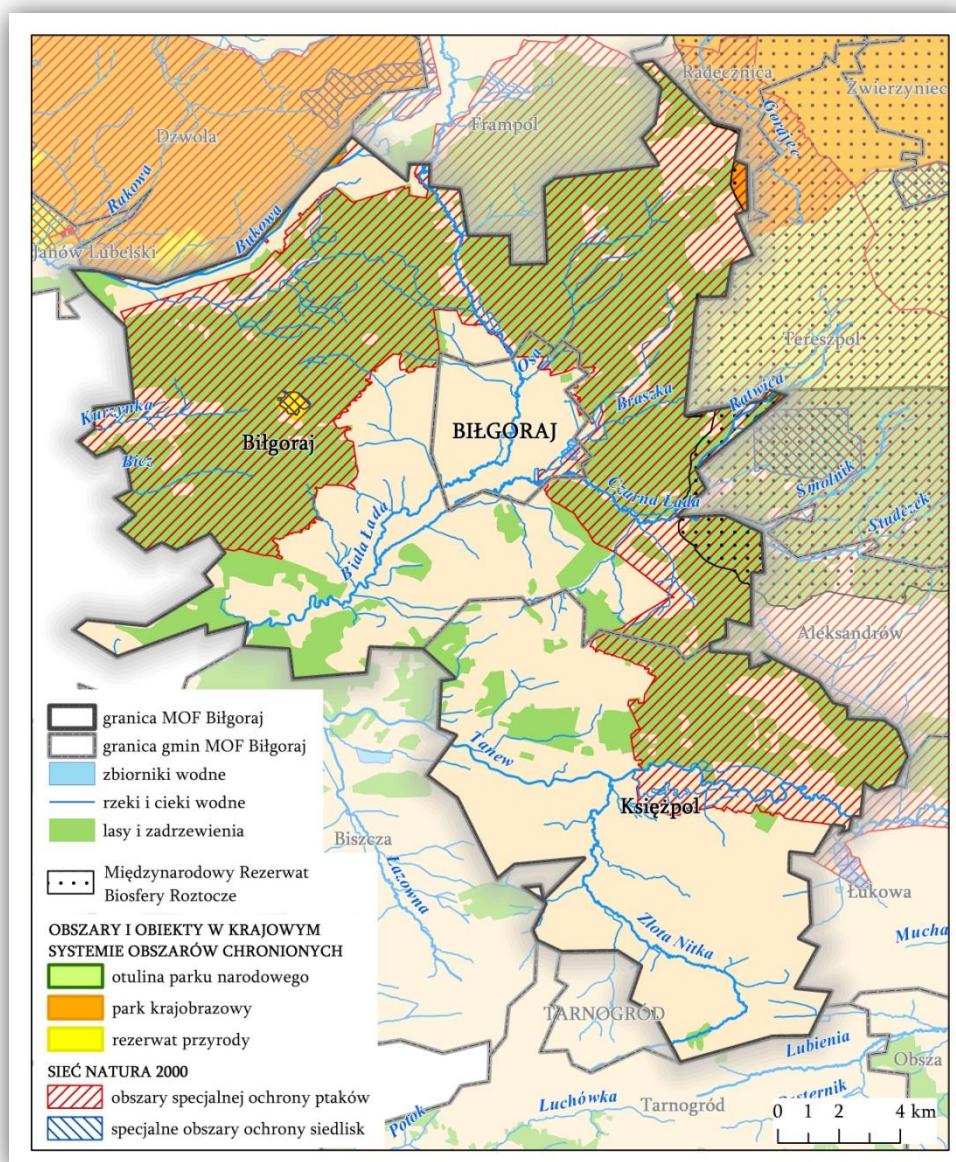 Radecznica
Zwierzyniec
Gorajec
Frampol
Dzwola
Rakowa
Bukowa
Janów Lubelski
Tereszpol
Osa
Ratwica
Braszka
Kurzynka
Biłgoraj
BIŁGORAJ
Bicz
Smolnik
Czarna Łada
Studczek
Biała Łada
Aleksandrów
granica MOF Biłgoraj
granica gmin MOF Biłgoraj
zbiorniki wodne
rzeki i cieki wodne
lasy i zadrzewienia
Międzynarodowy Rezerwat
Biosfery Roztocze
OBSZARY I OBIEKTY W KRAJOWYM
SYSTEMIE OBSZARÓW CHRONIONYCH
otulina parku narodowego
park krajobrazowy
rezerwat przyrody
SIEĆ NATURA 2000
obszary specjalnej ochrony ptaków
specjalne obszary ochrony siedlisk
Tanew
Księżpol
Biszcza
Łazowna
Łukowa
Mucha
Złota Nitka
TARNOGRÓD
Lubienia
Obsza
Luchówka
Tarnogród
Potok
0 1 2 4 km